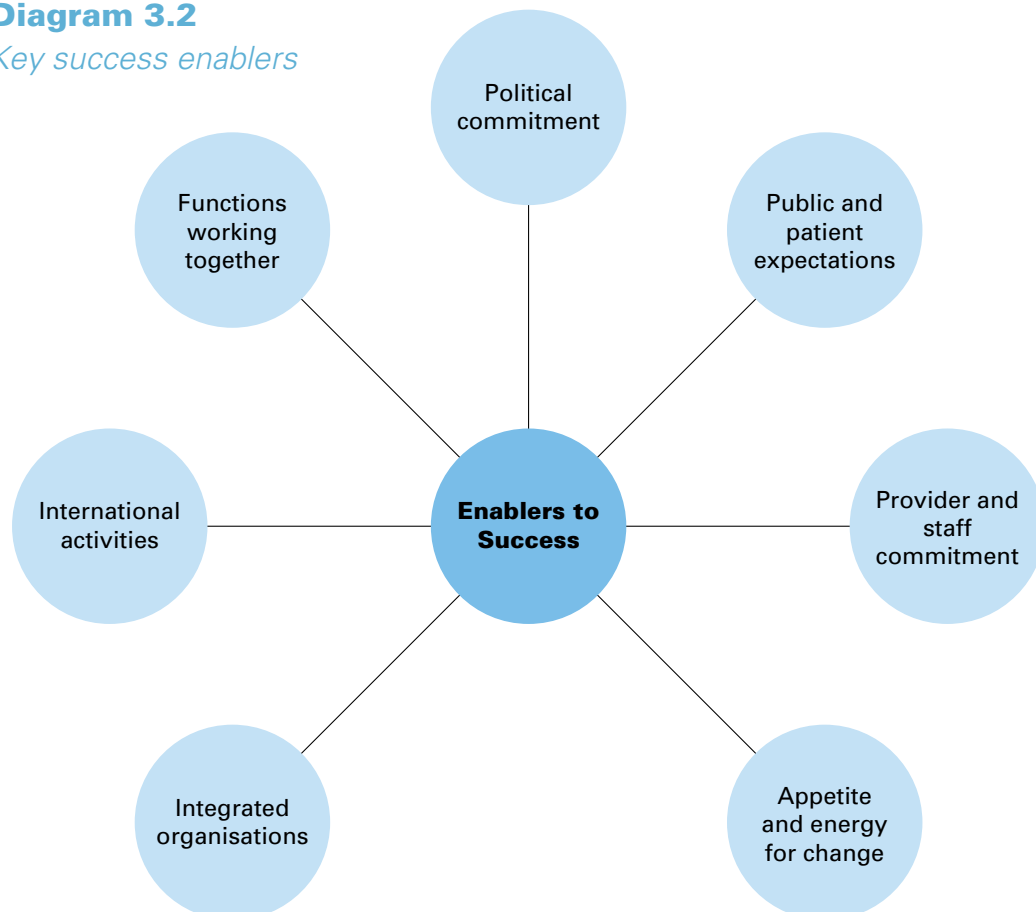 Diagram 3.2
Key success enablers
Political
commitment
Functions
working
together
Public and
patient
expectations
International
activities
Enablers to
Success
Provider and
staff
commitment
Integrated
organisations
Appetite
and energy
for change